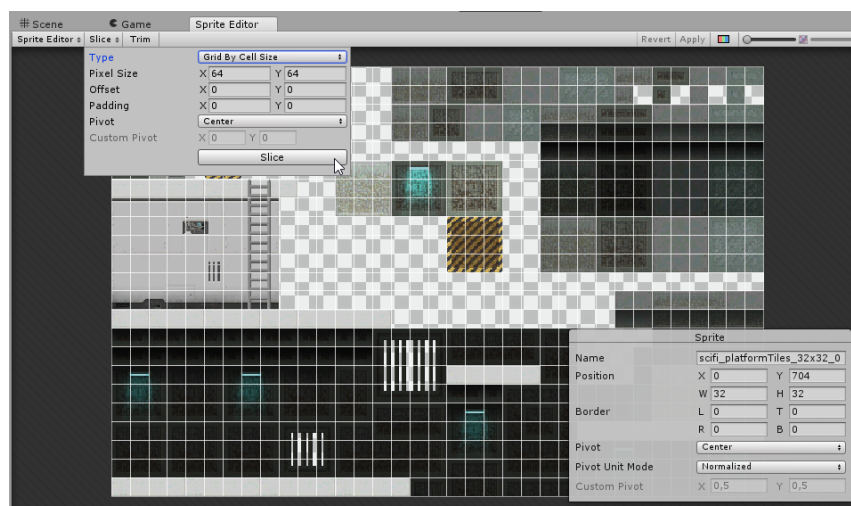 Scene Game Sprite Editor
Sprite Editor Slice Trim Revert Apply
Type Grid By Cell Size
Pixel Size X 64 Y 64
Offset X 0 Y 0
Padding X 0 Y 0
Pivot Center
Custom Pivot X 0 Y 0
Slice
Sprite
Name scifi_platformTiles_32x32_0
Position X 0 Y 704
W 32 H 32
Border L 0 T 0
R 0 B 0
Pivot Center
Pivot Unit Mode Normalized
Custom Pivot X 0,5 Y 0,5